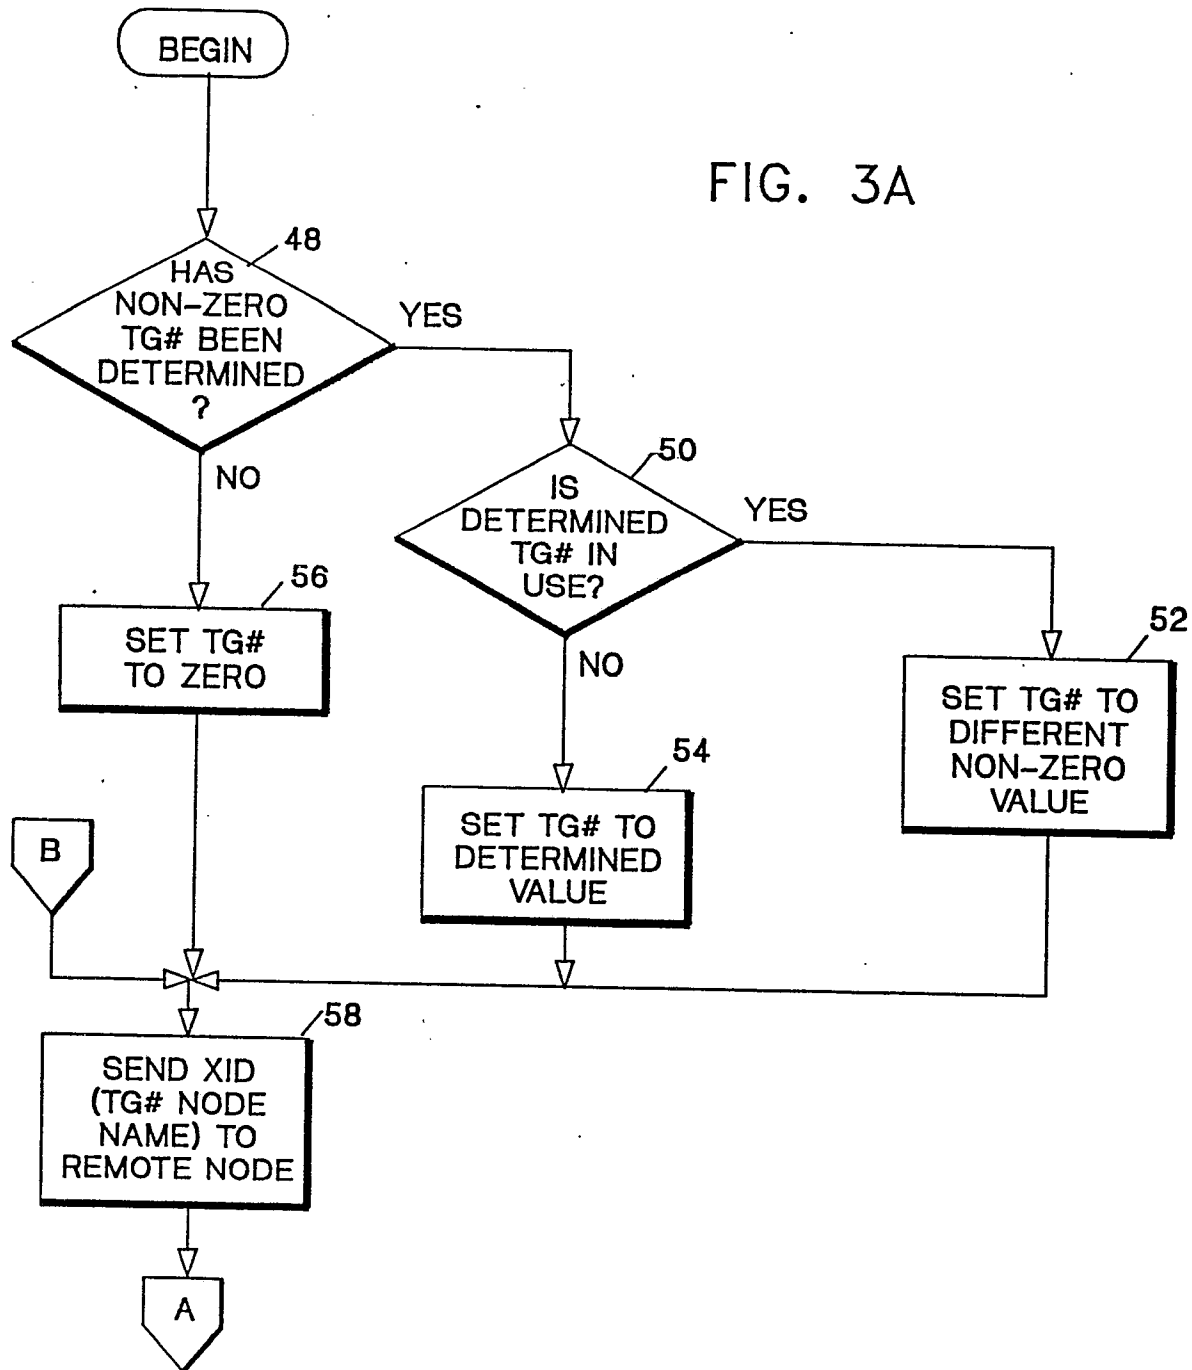 BEGIN
FIG. 3A
48
HAS
NON-ZERO
TG# BEEN
DETERMINED
?
YES
NO
50
IS
DETERMINED
TG# IN
USE?
YES
NO
56
SET TG#
TO ZERO
52
SET TG# TO
DIFFERENT
NON-ZERO
VALUE
54
SET TG# TO
DETERMINED
VALUE
B
58
SEND XID
(TG# NODE
NAME) TO
REMOTE NODE
A